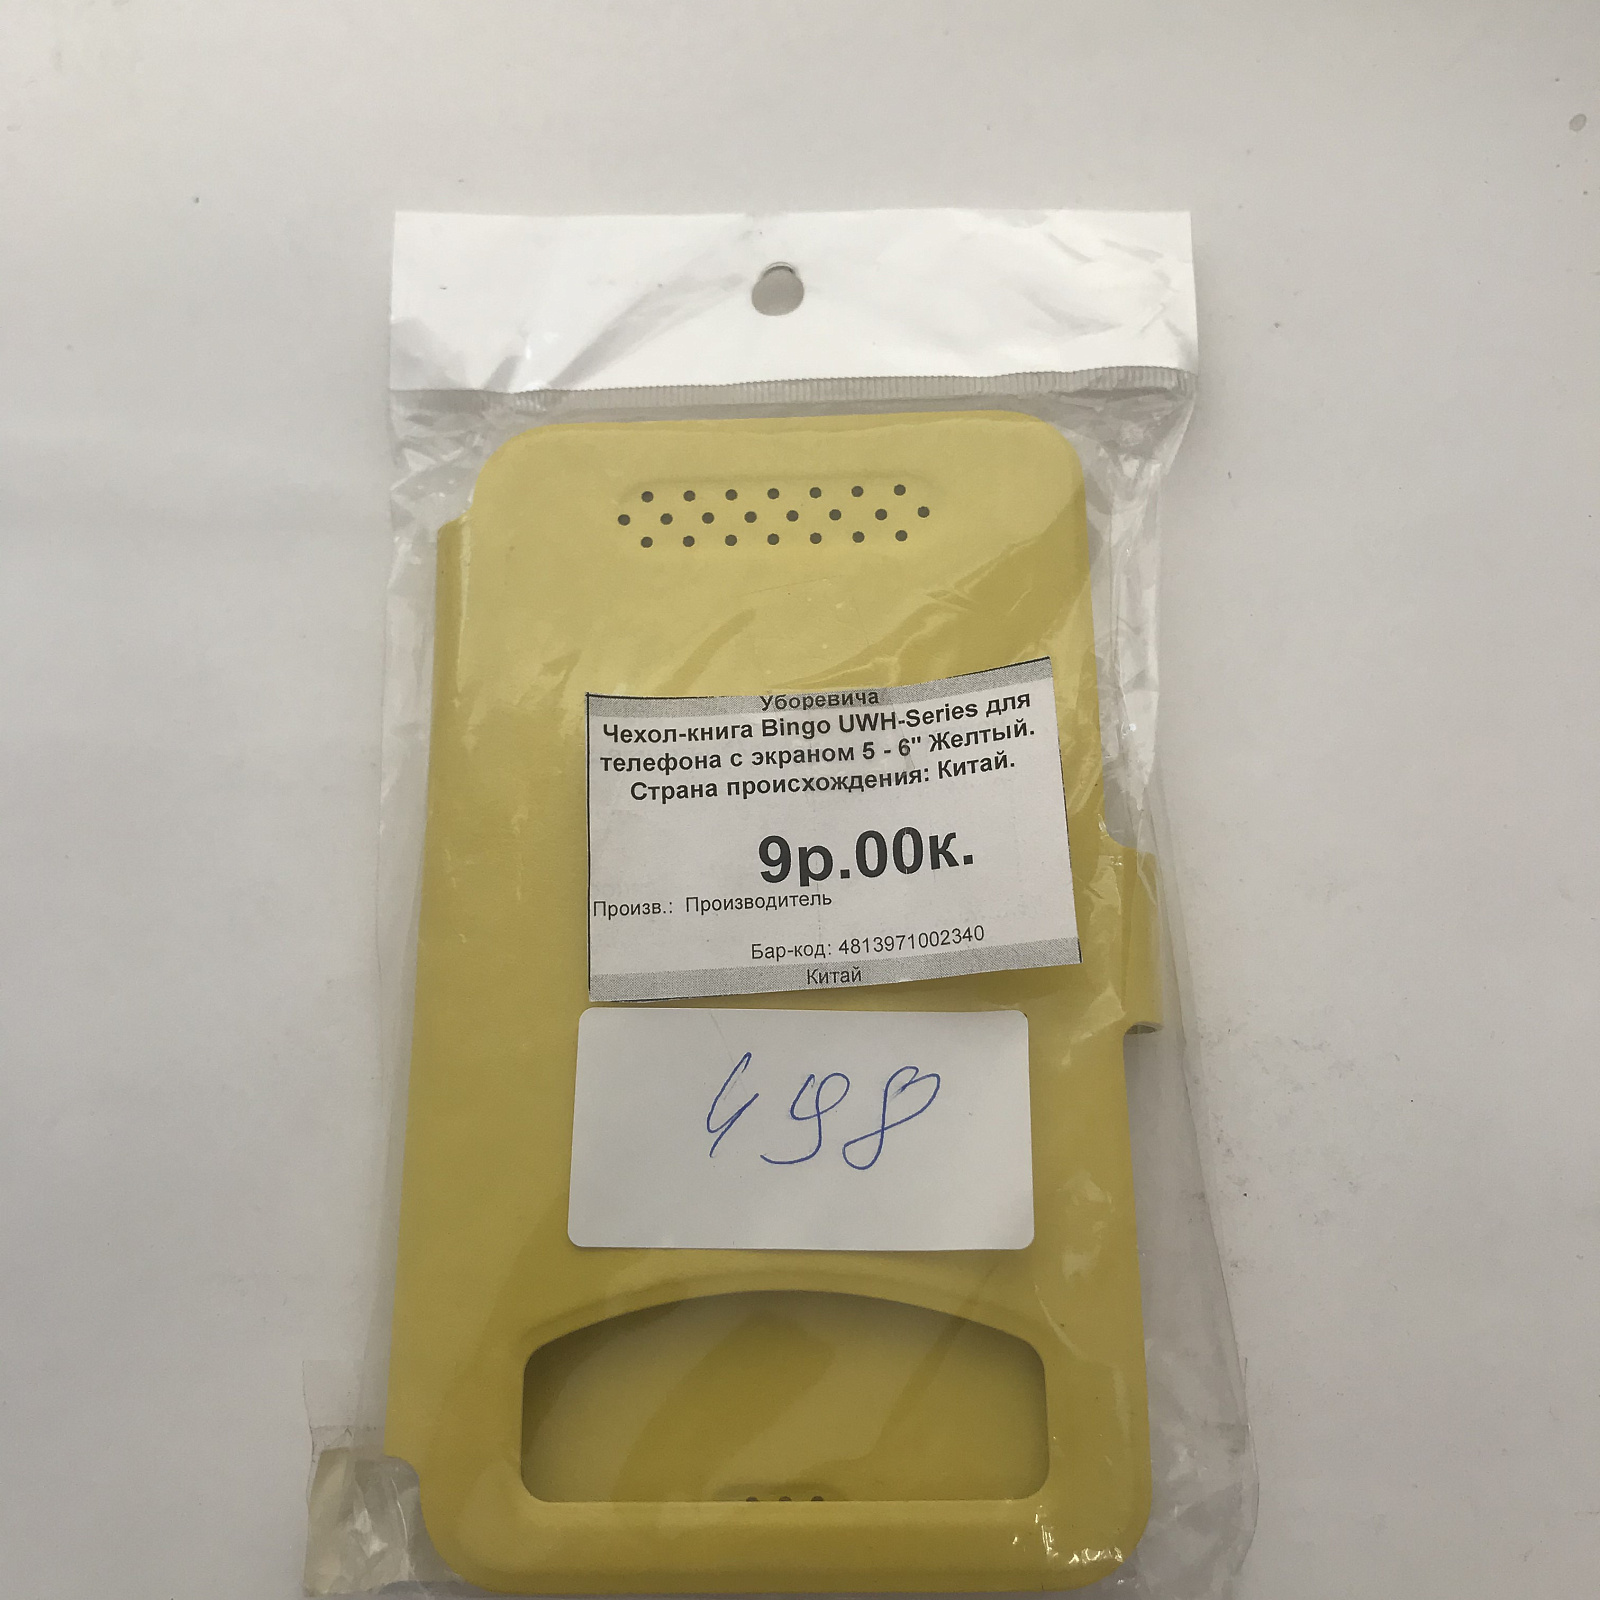 Уборевича
Чехол-книга Bingo UWH-Series для
телефона с экраном 5 - 6" Желтый.
Страна происхождения: Китай.
9р.00к.
Произв.: Производитель
Бар-код: 4813971002340
Китай
498